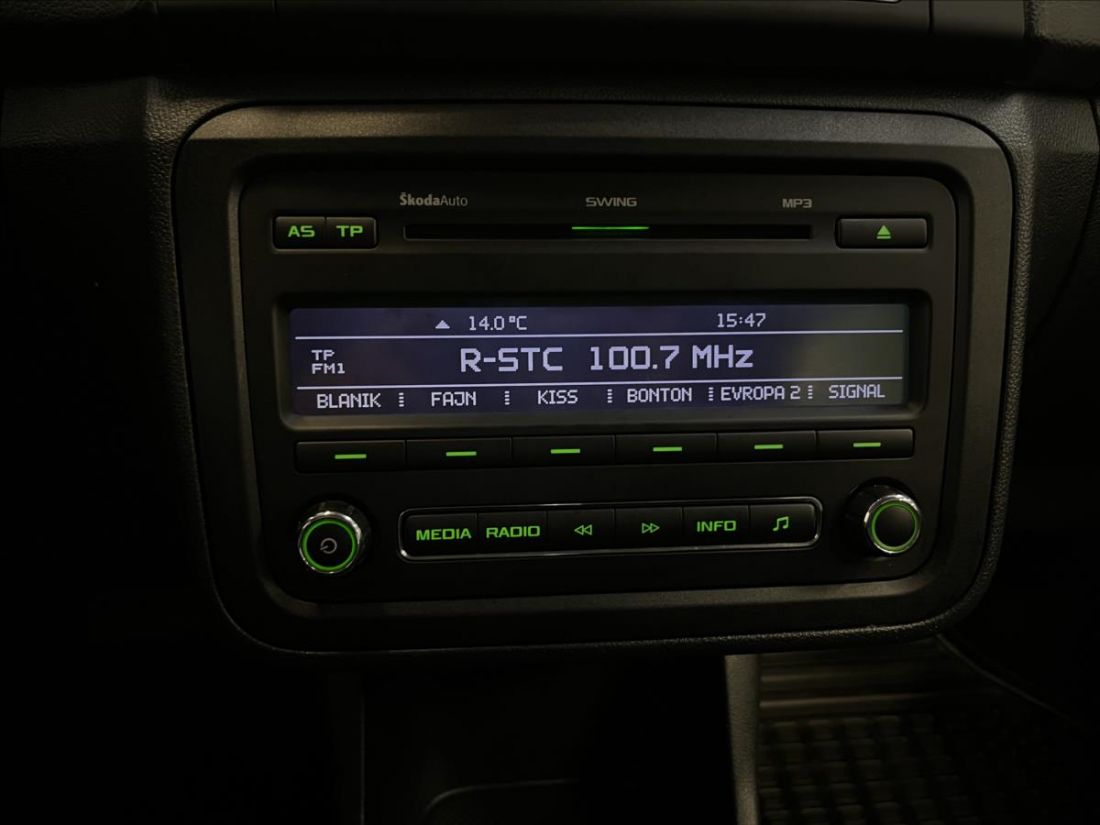 ŠkodaAuto SWING MP3
AS TP
14.0°C 15:47
TP
FM1
R-STC 100.7 MHz
BLANIK FAJN KISS BONTON EVROPA 2 SIGNAL
MEDIA RADIO INFO